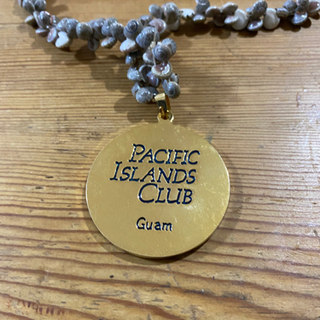 PACIFIC
ISLANDS
CLUB
Guam